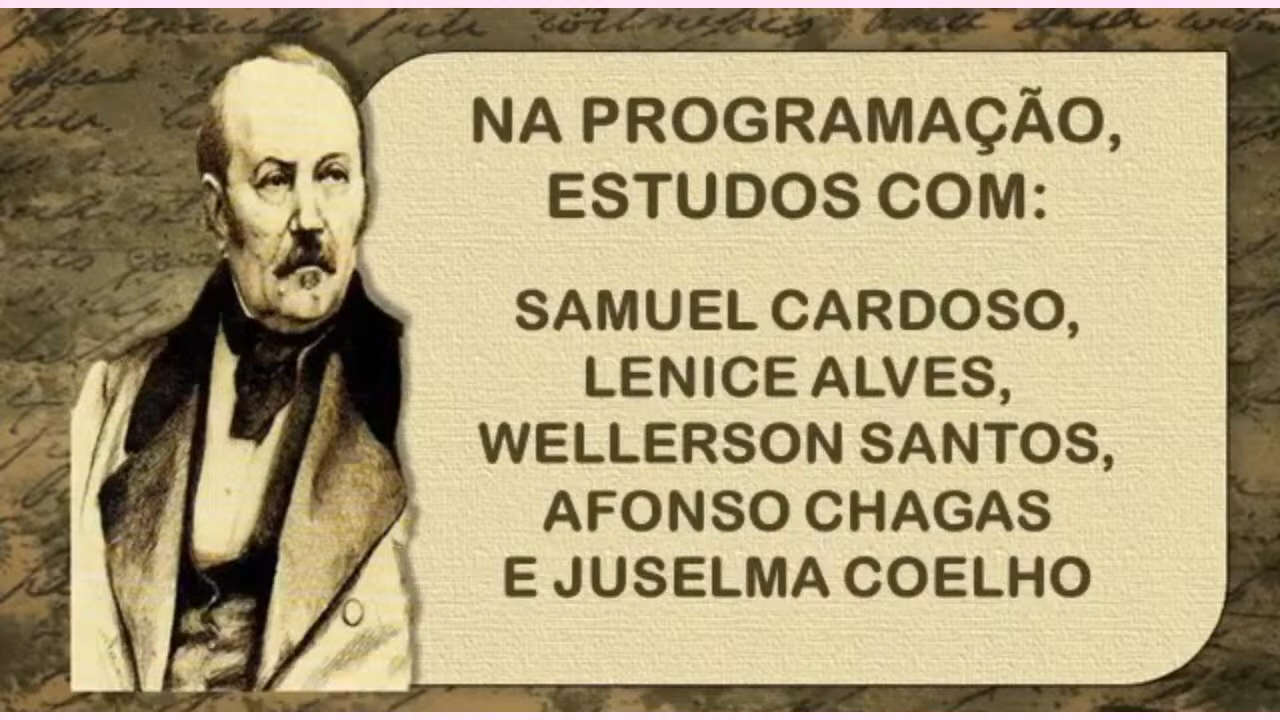 NA PROGRAMAÇÃO,
ESTUDOS COM:
SAMUEL CARDOSO,
LENICE ALVES,
WELLERSON SANTOS,
AFONSO CHAGAS
E JUSELMA COELHO